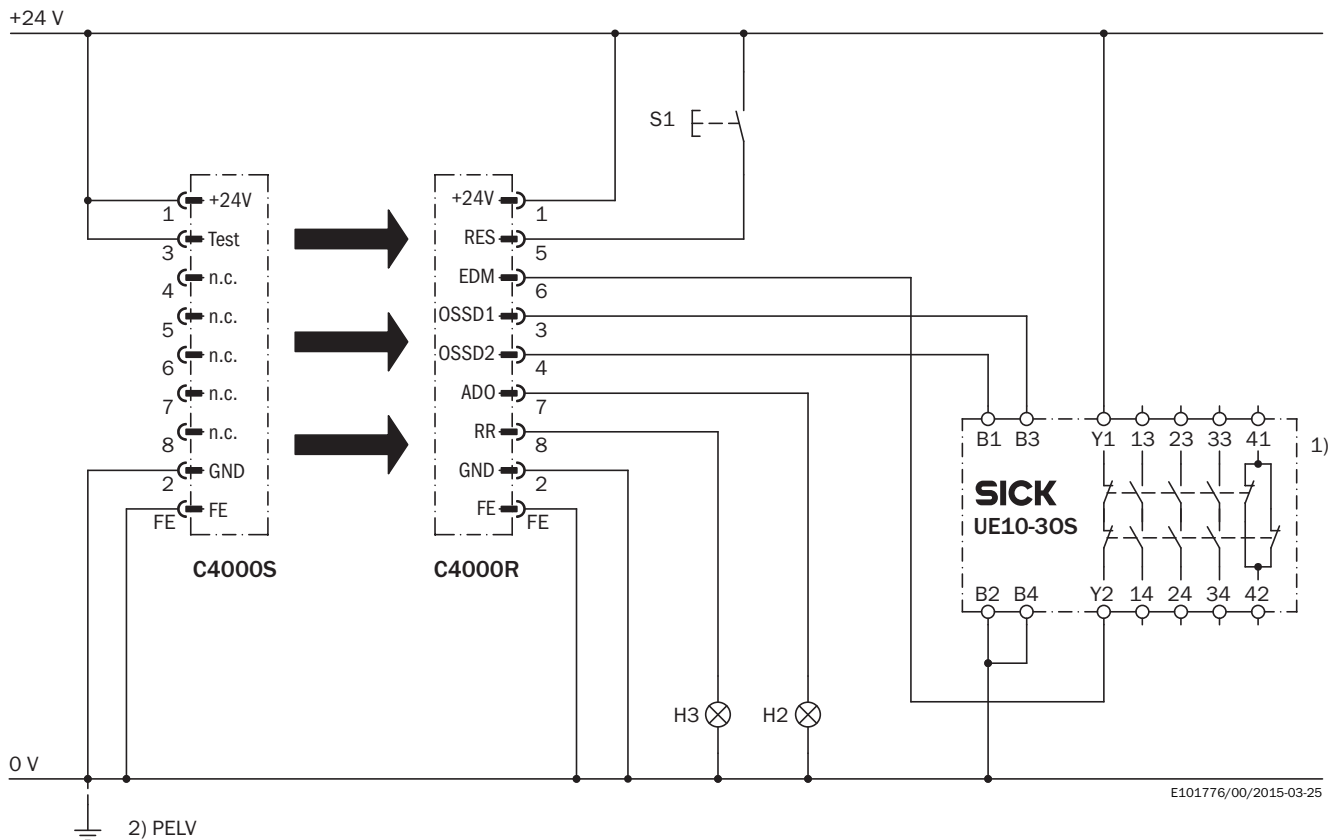 +24 V
S1
+24V
1
Test
3
n.c.
4
n.c.
5
n.c.
6
n.c.
7
n.c.
8
GND
2
FE
FE
C4000S
+24V
1
RES
5
EDM
6
OSSD1
3
OSSD2
4
ADO
7
RR
8
GND
2
FE
FE
C4000R
B1 B3 Y1 13 23 33 41
1)
SICK
UE10-30S
B2 B4 Y2 14 24 34 42
H3
H2
0 V
E101776/00/2015-03-25
2) PELV